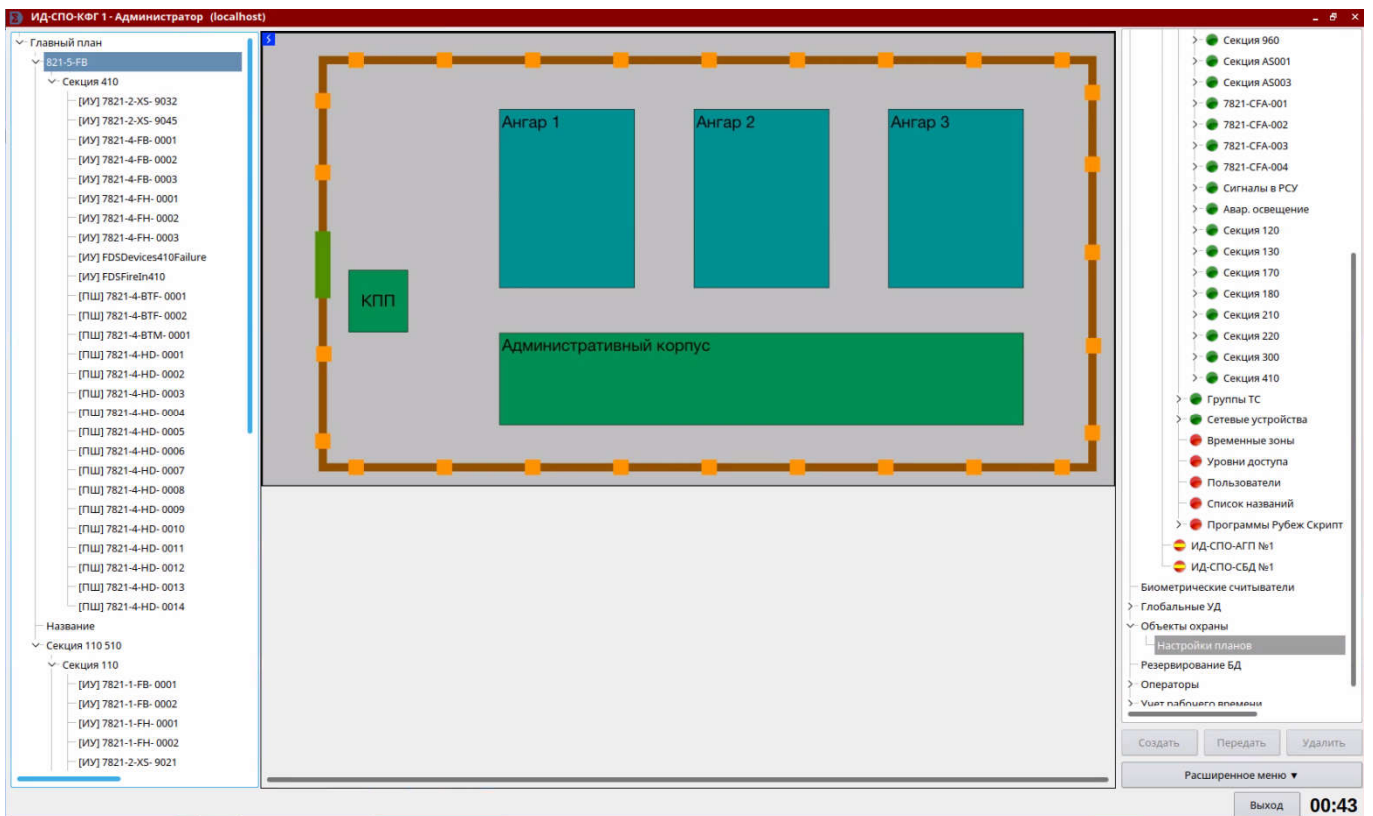 ИД-СПО-КФГ 1 - Администратор (localhost)
Главный план
821-5-FB
Секция 410
[ИУ] 7821-2-XS- 9032
[ИУ] 7821-2-XS- 9045
[ИУ] 7821-4-FB- 0001
[ИУ] 7821-4-FB- 0002
[ИУ] 7821-4-FB- 0003
[ИУ] 7821-4-FH- 0001
[ИУ] 7821-4-FH- 0002
[ИУ] 7821-4-FH- 0003
[ИУ] FDSDevices410Failure
[ИУ] FDSFireIn410
[ПШ] 7821-4-BTF- 0001
[ПШ] 7821-4-BTF- 0002
[ПШ] 7821-4-BTM- 0001
[ПШ] 7821-4-HD- 0001
[ПШ] 7821-4-HD- 0002
[ПШ] 7821-4-HD- 0003
[ПШ] 7821-4-HD- 0004
[ПШ] 7821-4-HD- 0005
[ПШ] 7821-4-HD- 0006
[ПШ] 7821-4-HD- 0007
[ПШ] 7821-4-HD- 0008
[ПШ] 7821-4-HD- 0009
[ПШ] 7821-4-HD- 0010
[ПШ] 7821-4-HD- 0011
[ПШ] 7821-4-HD- 0012
[ПШ] 7821-4-HD- 0013
[ПШ] 7821-4-HD- 0014
Название
Секция 110 510
Секция 110
[ИУ] 7821-1-FB- 0001
[ИУ] 7821-1-FB- 0002
[ИУ] 7821-1-FH- 0001
[ИУ] 7821-1-FH- 0002
[ИУ] 7821-2-XS- 9021
Ангар 1
Ангар 2
Ангар 3
КПП
Административный корпус
Секция 960
Секция AS001
Секция AS003
7821-CFA-001
7821-CFA-002
7821-CFA-003
7821-CFA-004
Сигналы в РСУ
Авар. освещение
Секция 120
Секция 130
Секция 170
Секция 180
Секция 210
Секция 220
Секция 300
Секция 410
Группы ТС
Сетевые устройства
Временные зоны
Уровни доступа
Пользователи
Список названий
Программы Рубеж Скрипт
ИД-СПО-АГП №1
ИД-СПО-СБД №1
Биометрические считыватели
Глобальные УД
Объекты охраны
Настройки планов
Резервирование БД
Операторы
Учет рабочего времени
Создать
Передать
Удалить
Расширенное меню ▼
Выход
00:43